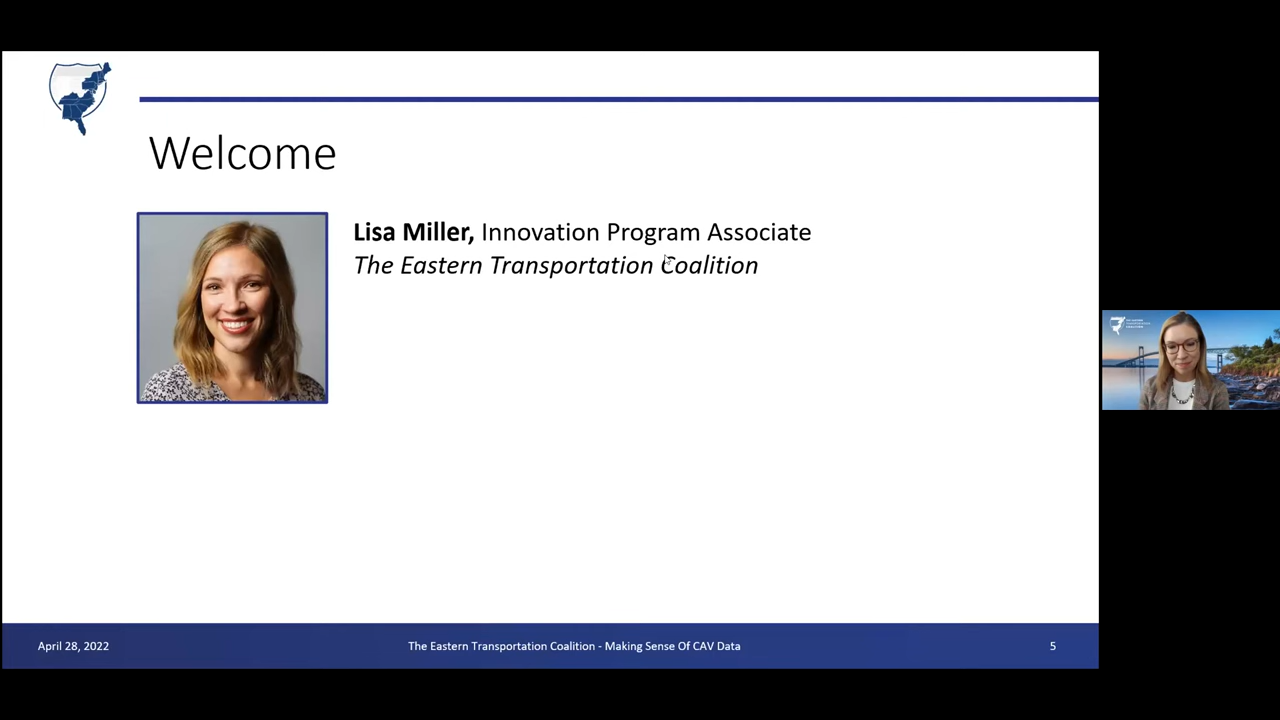 Welcome
Lisa Miller, Innovation Program Associate
The Eastern Transportation Coalition
April 28, 2022
The Eastern Transportation Coalition - Making Sense Of CAV Data
5